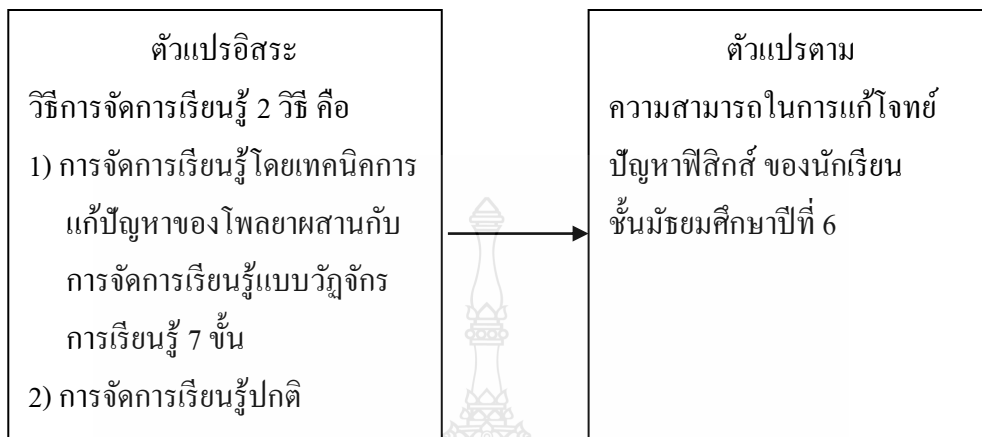 ตัวแปรอิสระ
วิธีการจัดการเรียนรู้ 2 วิธี คือ
1) การจัดการเรียนรู้โดยเทคนิคการ
แก้ปัญหาของโพลยาผสานกับ
การจัดการเรียนรู้แบบวัฏจักร
การเรียนรู้ 7 ขั้น
2) การจัดการเรียนรู้ปกติ
ตัวแปรตาม
ความสามารถในการแก้โจทย์
ปัญหาฟิสิกส์ ของนักเรียน
ชั้นมัธยมศึกษาปีที่ 6